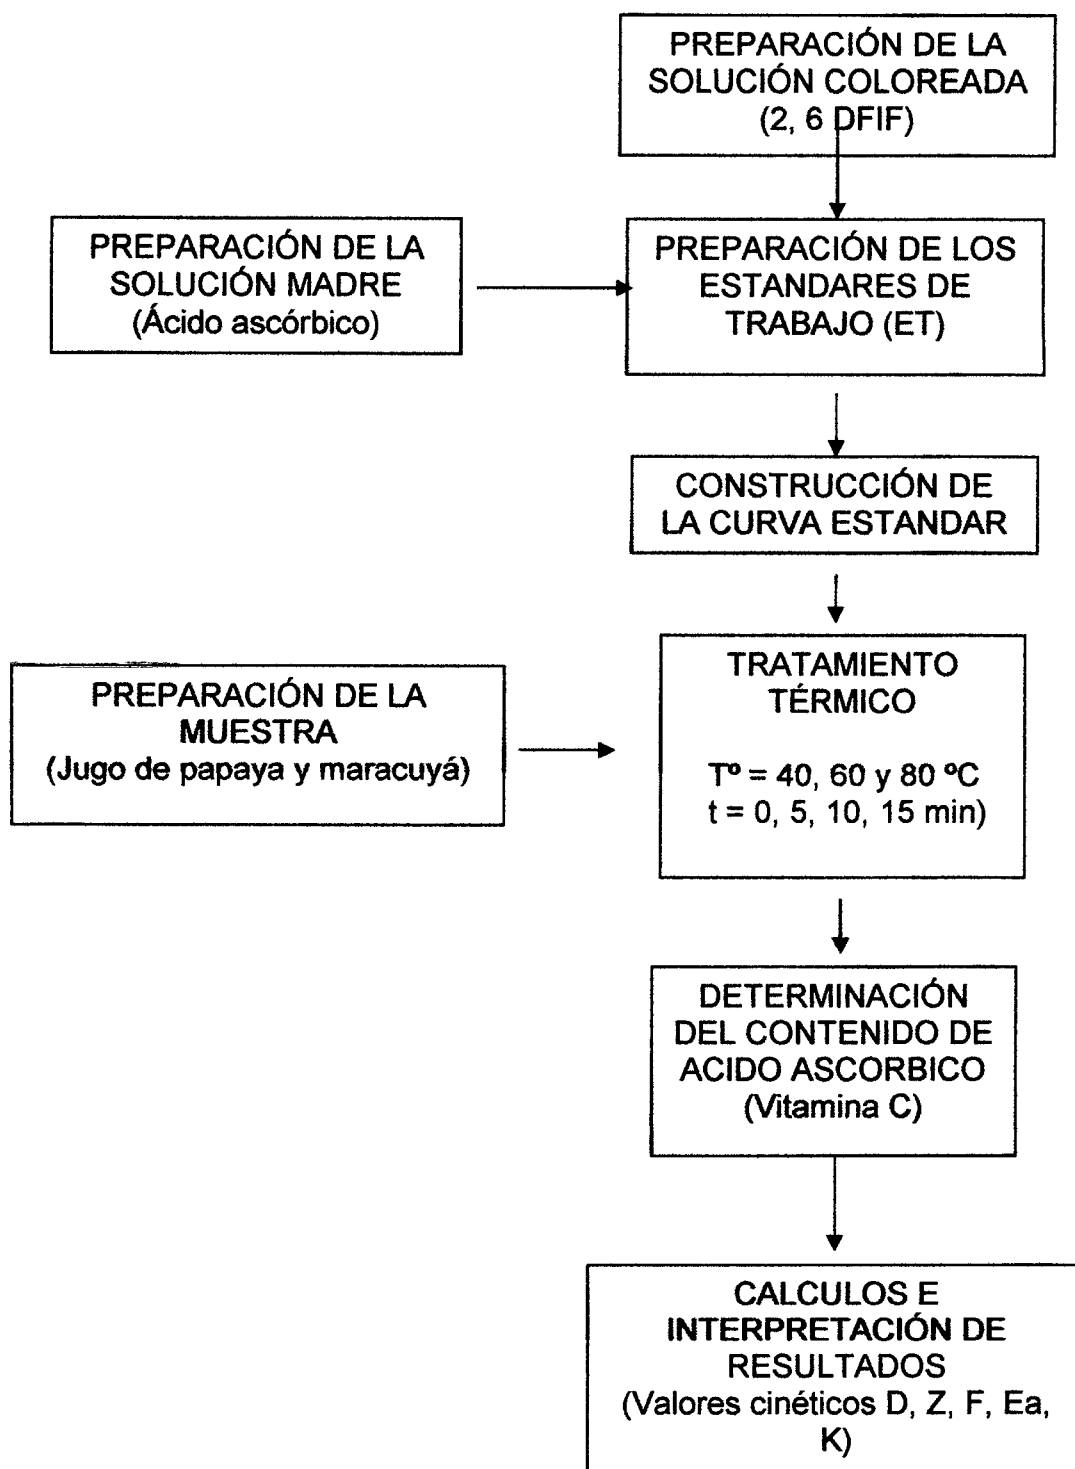 PREPARACIÓN DE LA
SOLUCIÓN COLOREADA
(2, 6 DFIF)
PREPARACIÓN DE LA
SOLUCIÓN MADRE
(Ácido ascórbico)
PREPARACIÓN DE LOS
ESTANDARES DE
TRABAJO (ET)
CONSTRUCCIÓN DE
LA CURVA ESTANDAR
PREPARACIÓN DE LA
MUESTRA
(Jugo de papaya y maracuyá)
TRATAMIENTO
TÉRMICO
Tº = 40, 60 y 80 ºC
t = 0, 5, 10, 15 min)
DETERMINACIÓN
DEL CONTENIDO DE
ACIDO ASCORBICO
(Vitamina C)
CALCULOS E
INTERPRETACIÓN DE
RESULTADOS
(Valores cinéticos D, Z, F, Ea,
K)